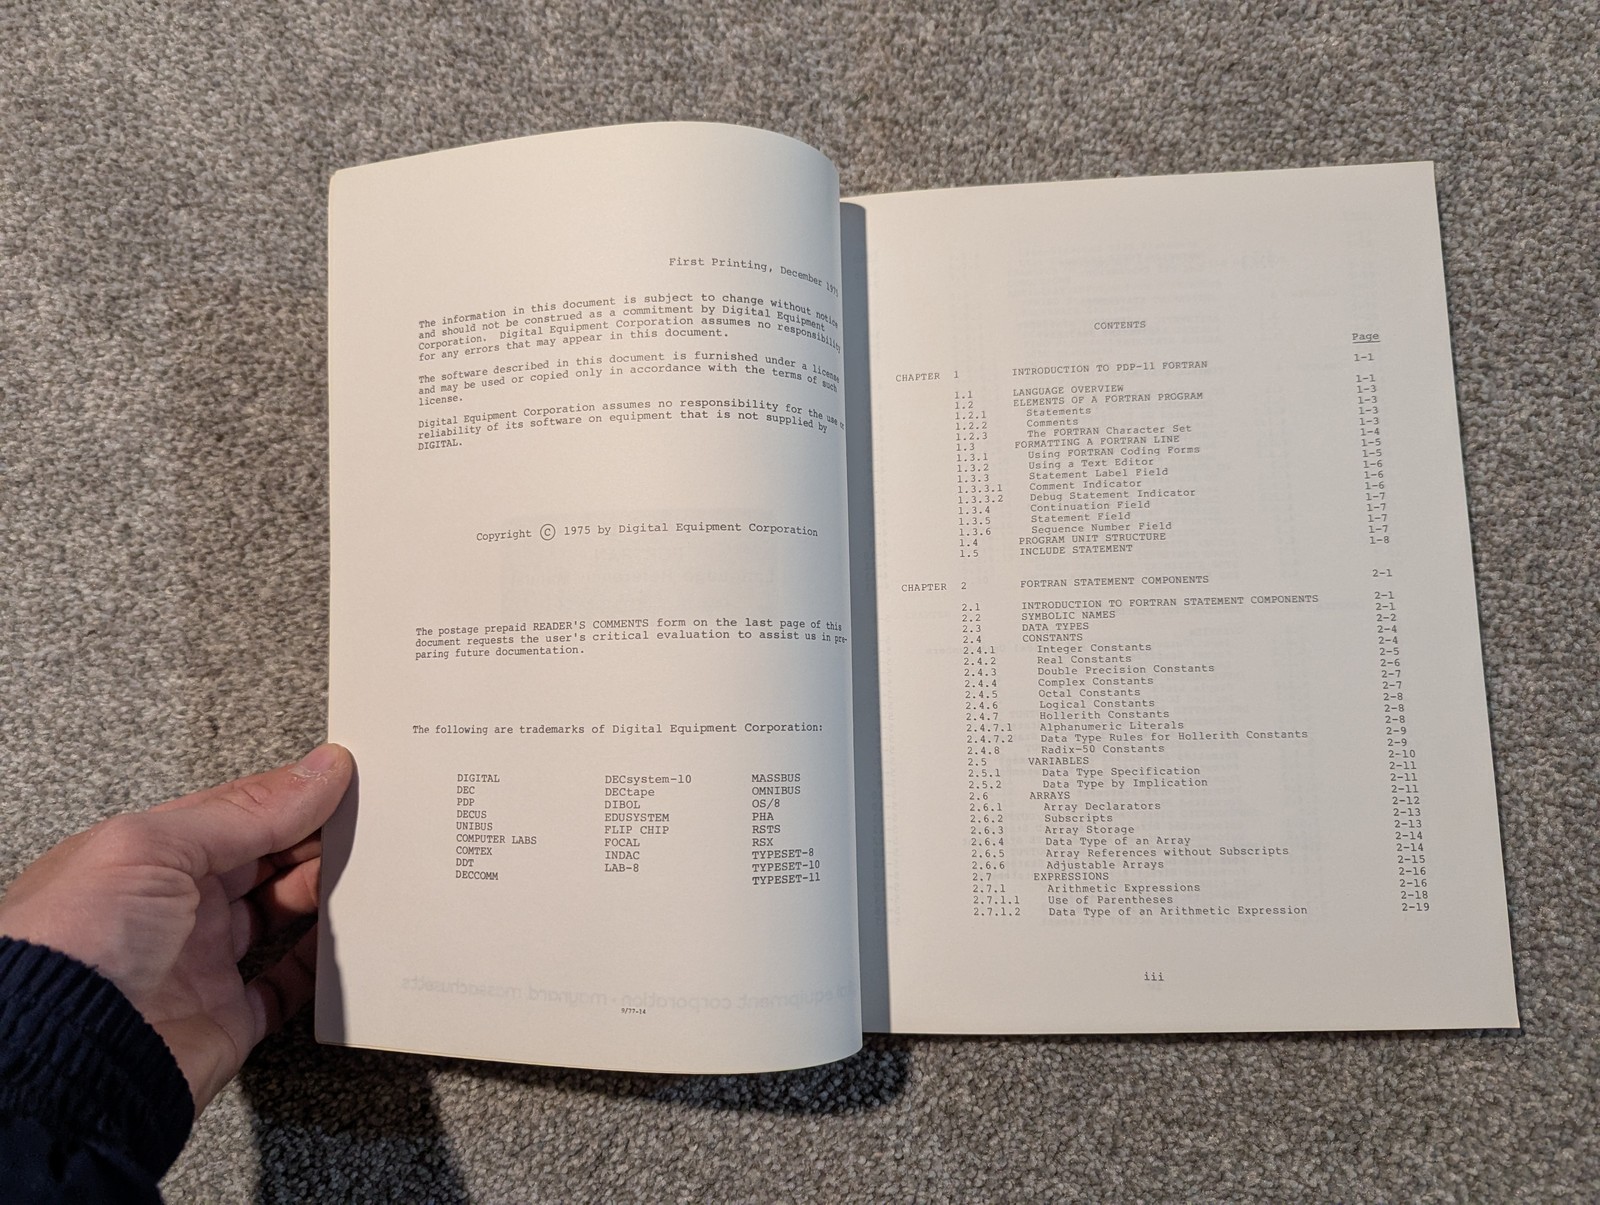 First Printing, December 1975
The information in this document is subject to change without notice
and should not be construed as a commitment by Digital Equipment
Corporation. Digital Equipment Corporation assumes no responsibility
for any errors that may appear in this document.
The software described in this document is furnished under a license
and may be used or copied only in accordance with the terms of such
license.
Digital Equipment Corporation assumes no responsibility for the use or
reliability of its software on equipment that is not supplied by
DIGITAL.
Copyright © 1975 by Digital Equipment Corporation
The postage prepaid READER'S COMMENTS form on the last page of this
document requests the user's critical evaluation to assist us in pre-
paring future documentation.
The following are trademarks of Digital Equipment Corporation:
DIGITAL DECsystem-10 MASSBUS
DEC DECtape OMNIBUS
PDP DIBOL OS/8
DECUS EDUSYSTEM PHA
UNIBUS FLIP CHIP RSTS
COMPUTER LABS FOCAL RSX
COMTEX INDAC TYPESET-8
DDT LAB-8 TYPESET-10
DECCOMM TYPESET-11
9/77-14
CONTENTS
Page
CHAPTER 1 INTRODUCTION TO PDP-11 FORTRAN 1-1
1.1 LANGUAGE OVERVIEW 1-1
1.2 ELEMENTS OF A FORTRAN PROGRAM 1-3
1.2.1 Statements 1-3
1.2.2 Comments 1-3
1.2.3 The FORTRAN Character Set 1-3
1.3 FORMATTING A FORTRAN LINE 1-4
1.3.1 Using FORTRAN Coding Forms 1-5
1.3.2 Using a Text Editor 1-5
1.3.3 Statement Label Field 1-6
1.3.3.1 Comment Indicator 1-6
1.3.3.2 Debug Statement Indicator 1-6
1.3.4 Continuation Field 1-7
1.3.5 Statement Field 1-7
1.3.6 Sequence Number Field 1-7
1.4 PROGRAM UNIT STRUCTURE 1-7
1.5 INCLUDE STATEMENT 1-8
CHAPTER 2 FORTRAN STATEMENT COMPONENTS 2-1
2.1 INTRODUCTION TO FORTRAN STATEMENT COMPONENTS 2-1
2.2 SYMBOLIC NAMES 2-1
2.3 DATA TYPES 2-2
2.4 CONSTANTS 2-4
2.4.1 Integer Constants 2-4
2.4.2 Real Constants 2-5
2.4.3 Double Precision Constants 2-6
2.4.4 Complex Constants 2-7
2.4.5 Octal Constants 2-7
2.4.6 Logical Constants 2-8
2.4.7 Hollerith Constants 2-8
2.4.7.1 Alphanumeric Literals 2-8
2.4.7.2 Data Type Rules for Hollerith Constants 2-9
2.4.8 Radix-50 Constants 2-9
2.5 VARIABLES 2-10
2.5.1 Data Type Specification 2-11
2.5.2 Data Type by Implication 2-11
2.6 ARRAYS 2-11
2.6.1 Array Declarators 2-12
2.6.2 Subscripts 2-13
2.6.3 Array Storage 2-13
2.6.4 Data Type of an Array 2-14
2.6.5 Array References without Subscripts 2-14
2.6.6 Adjustable Arrays 2-15
2.7 EXPRESSIONS 2-16
2.7.1 Arithmetic Expressions 2-16
2.7.1.1 Use of Parentheses 2-18
2.7.1.2 Data Type of an Arithmetic Expression 2-19
iii